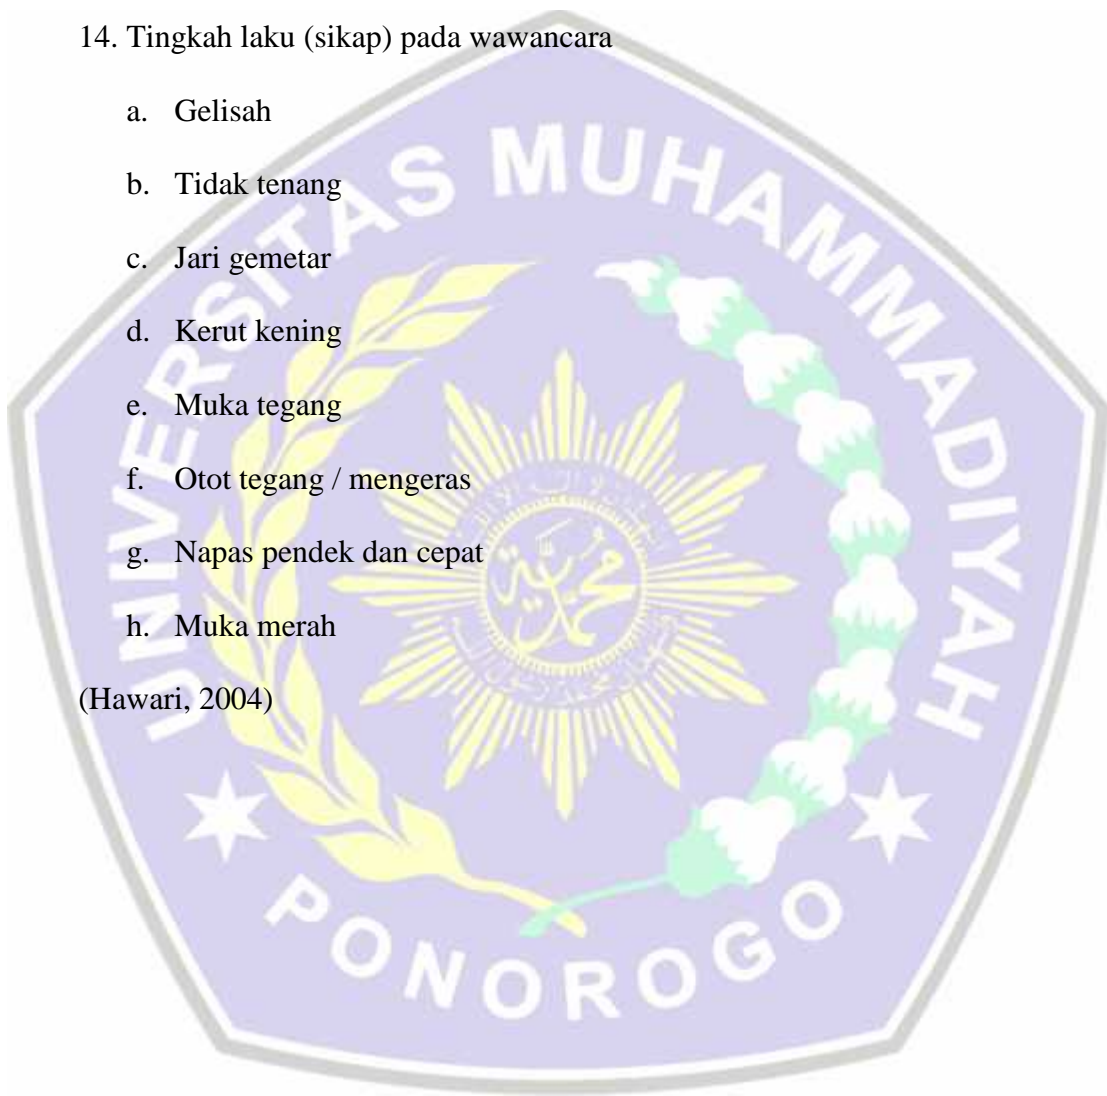 14. Tingkah laku (sikap) pada wawancara
a. Gelisah
b. Tidak tenang
c. Jari gemetar
d. Kerut kening
e. Muka tegang
f. Otot tegang / mengeras
g. Napas pendek dan cepat
h. Muka merah
(Hawari, 2004)
UNIVERSITAS MUHAMMADIYAH
PONOROGO
محمدية